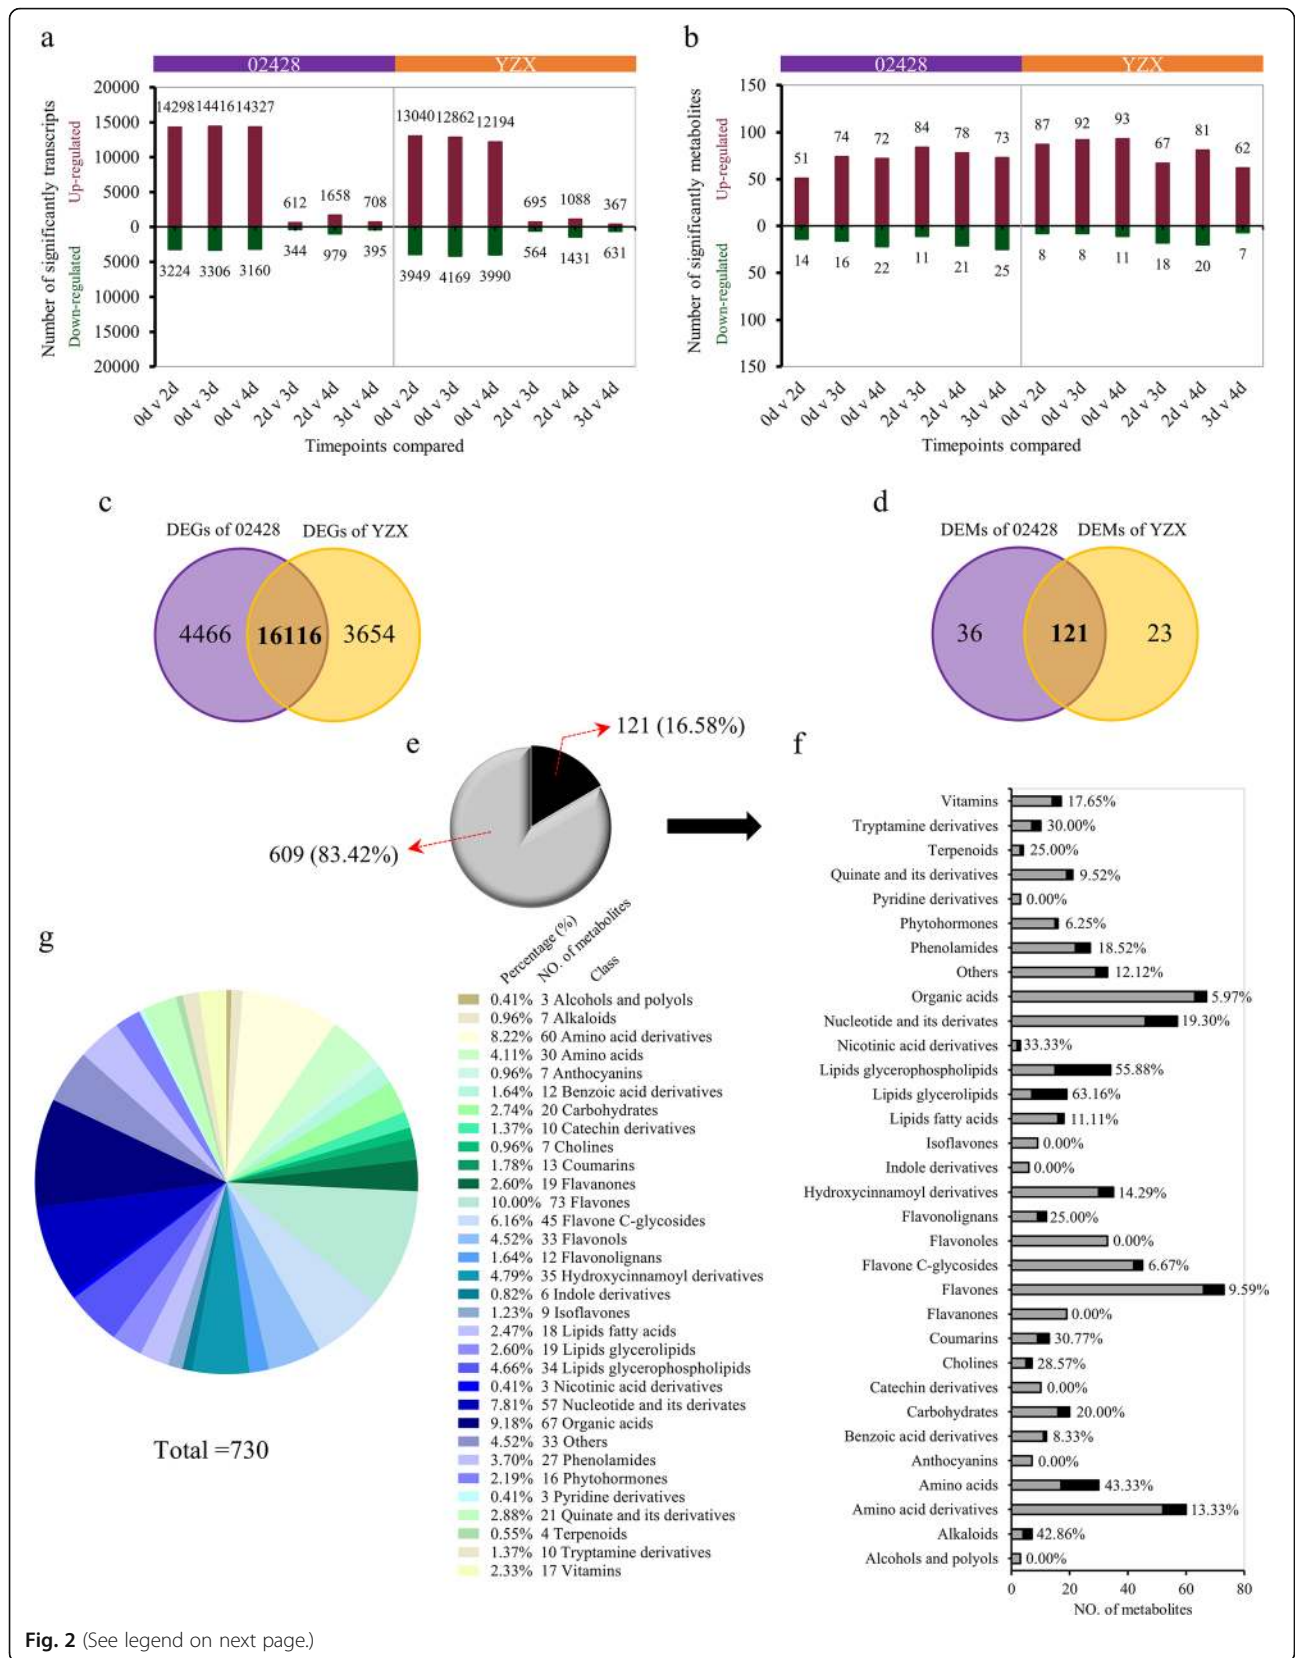 a
02428
YZX
Number of significantly transcripts
Up-regulated
Down-regulated
20000
15000
10000
5000
0
5000
10000
15000
20000
14298 14416 14327
612
1658
708
13040 12862 12194
695
1088
367
3224
3306
3160
344
979
395
3949
4169
3990
564
1431
631
0d v 2d
0d v 3d
0d v 4d
2d v 3d
2d v 4d
3d v 4d
0d v 2d
0d v 3d
0d v 4d
2d v 3d
2d v 4d
3d v 4d
Timepoints compared
b
02428
YZX
Number of significantly metabolites
Up-regulated
Down-regulated
150
100
50
0
50
100
150
51
74
72
84
78
73
87
92
93
67
81
62
14
16
22
11
21
25
8
8
11
18
20
7
0d v 2d
0d v 3d
0d v 4d
2d v 3d
2d v 4d
3d v 4d
0d v 2d
0d v 3d
0d v 4d
2d v 3d
2d v 4d
3d v 4d
Timepoints compared
c
DEGs of 02428
DEGs of YZX
4466
16116
3654
d
DEMs of 02428
DEMs of YZX
36
121
23
e
121 (16.58%)
609 (83.42%)
f
Vitamins 17.65%
Tryptamine derivatives 30.00%
Terpenoids 25.00%
Quinate and its derivatives 9.52%
Pyridine derivatives 0.00%
Phytohormones 6.25%
Phenolamides 18.52%
Others 12.12%
Organic acids 5.97%
Nucleotide and its derivates 19.30%
Nicotinic acid derivatives 33.33%
Lipids glycerophospholipids 55.88%
Lipids glycerolipids 63.16%
Lipids fatty acids 11.11%
Isoflavones 0.00%
Indole derivatives 0.00%
Hydroxycinnamoyl derivatives 14.29%
Flavonolignans 25.00%
Flavonoles 0.00%
Flavone C-glycosides 6.67%
Flavones 9.59%
Flavanones 0.00%
Coumarins 30.77%
Cholines 28.57%
Catechin derivatives 0.00%
Carbohydrates 20.00%
Benzoic acid derivatives 8.33%
Anthocyanins 0.00%
Amino acids 43.33%
Amino acid derivatives 13.33%
Alkaloids 42.86%
Alcohols and polyols 0.00%
0 20 40 60 80
NO. of metabolites
g
Total =730
Percentage (%)
NO. of metabolites
Class
0.41% 3 Alcohols and polyols
0.96% 7 Alkaloids
8.22% 60 Amino acid derivatives
4.11% 30 Amino acids
0.96% 7 Anthocyanins
1.64% 12 Benzoic acid derivatives
2.74% 20 Carbohydrates
1.37% 10 Catechin derivatives
0.96% 7 Cholines
1.78% 13 Coumarins
2.60% 19 Flavanones
10.00% 73 Flavones
6.16% 45 Flavone C-glycosides
4.52% 33 Flavonols
1.64% 12 Flavonolignans
4.79% 35 Hydroxycinnamoyl derivatives
0.82% 6 Indole derivatives
1.23% 9 Isoflavones
2.47% 18 Lipids fatty acids
2.60% 19 Lipids glycerolipids
4.66% 34 Lipids glycerophospholipids
0.41% 3 Nicotinic acid derivatives
7.81% 57 Nucleotide and its derivates
9.18% 67 Organic acids
4.52% 33 Others
3.70% 27 Phenolamides
2.19% 16 Phytohormones
0.41% 3 Pyridine derivatives
2.88% 21 Quinate and its derivatives
0.55% 4 Terpenoids
1.37% 10 Tryptamine derivatives
2.33% 17 Vitamins
Fig. 2 (See legend on next page.)